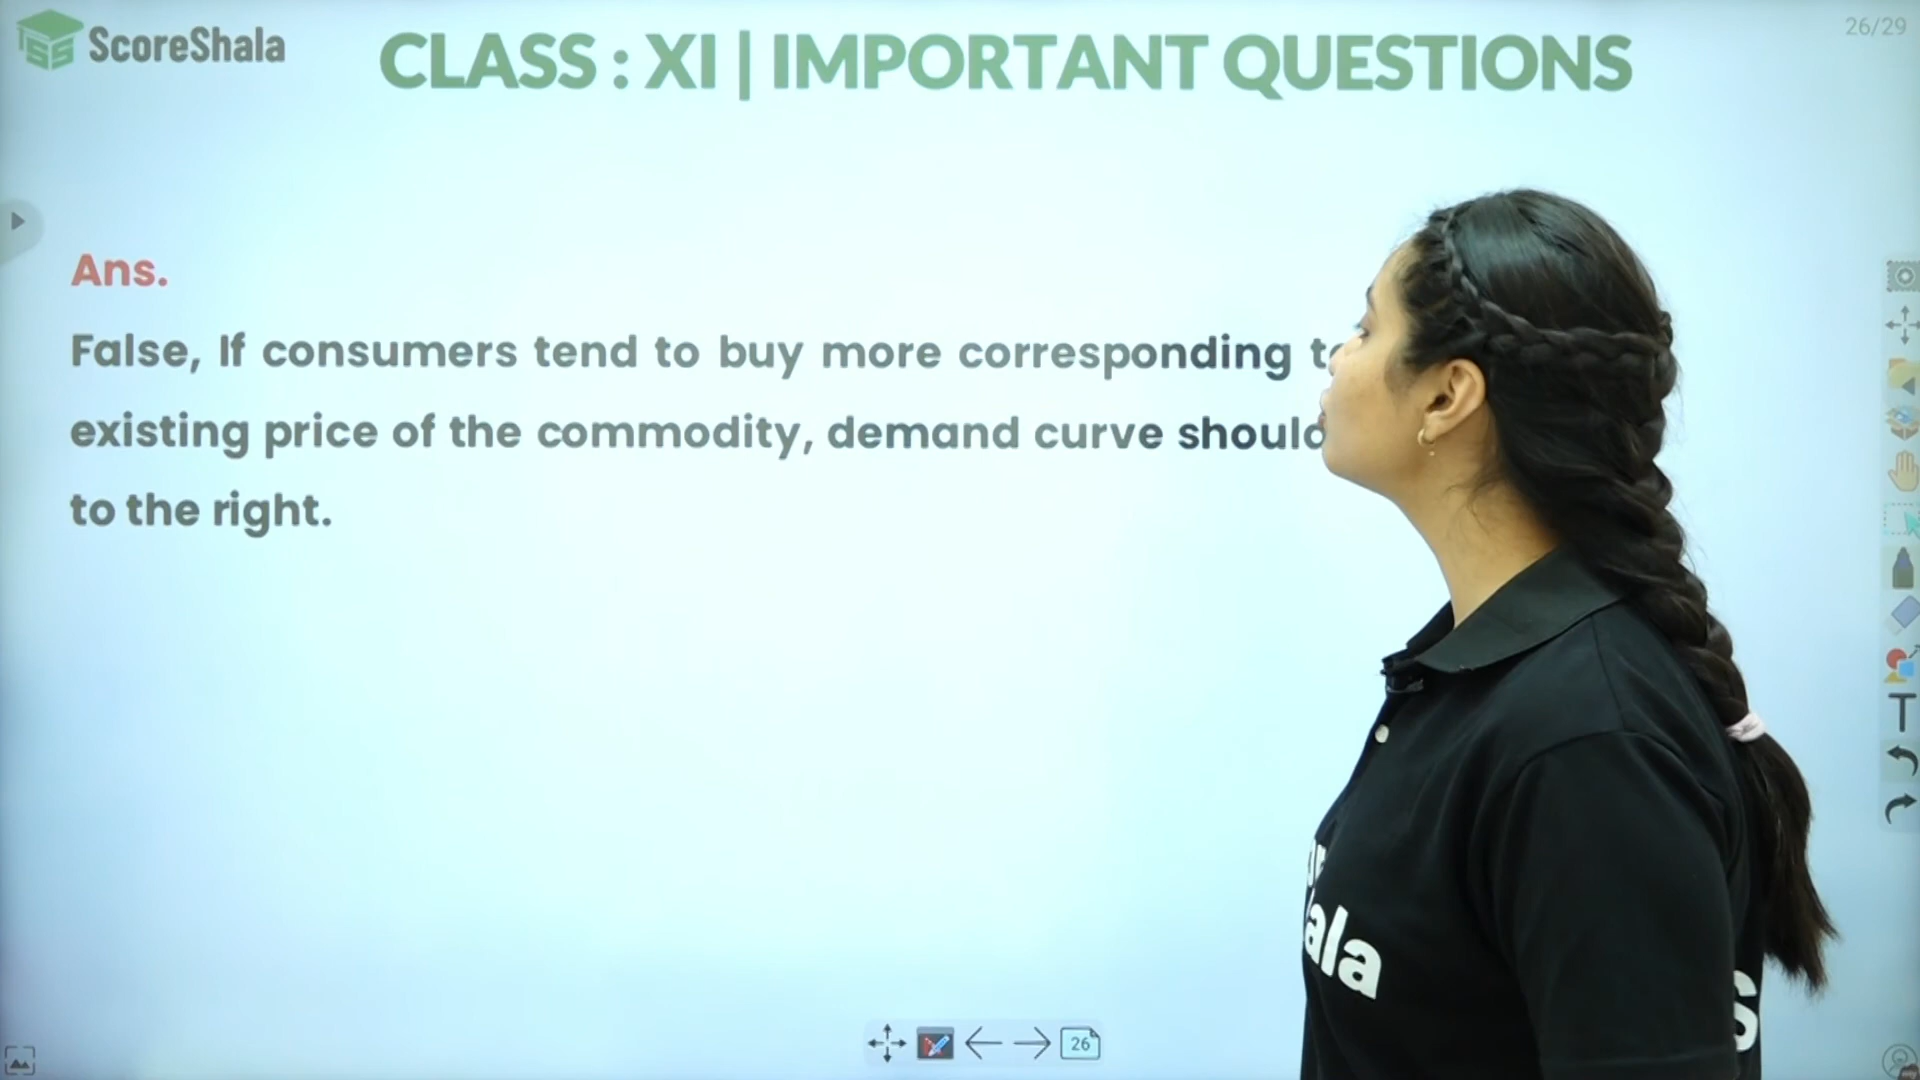 ScoreShala
CLASS : XI | IMPORTANT QUESTIONS
26/29
Ans.
False, If consumers tend to buy more corresponding
existing price of the commodity, demand curve
to the right.
ala
S
26